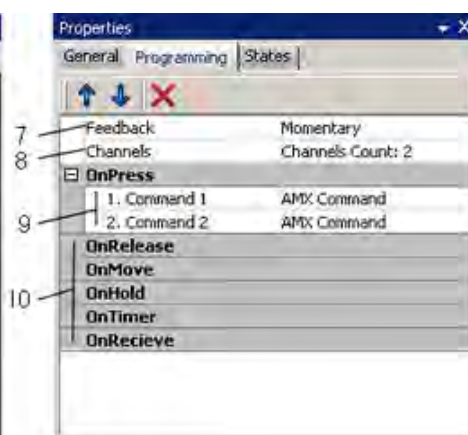 Properties
General Programming States
7 Feedback Momentary
8 Channels Channels Count: 2
OnPress
9 1. Command 1 AMX Command
2. Command 2 AMX Command
OnRelease
OnMove
10 OnHold
OnTimer
OnRecieve